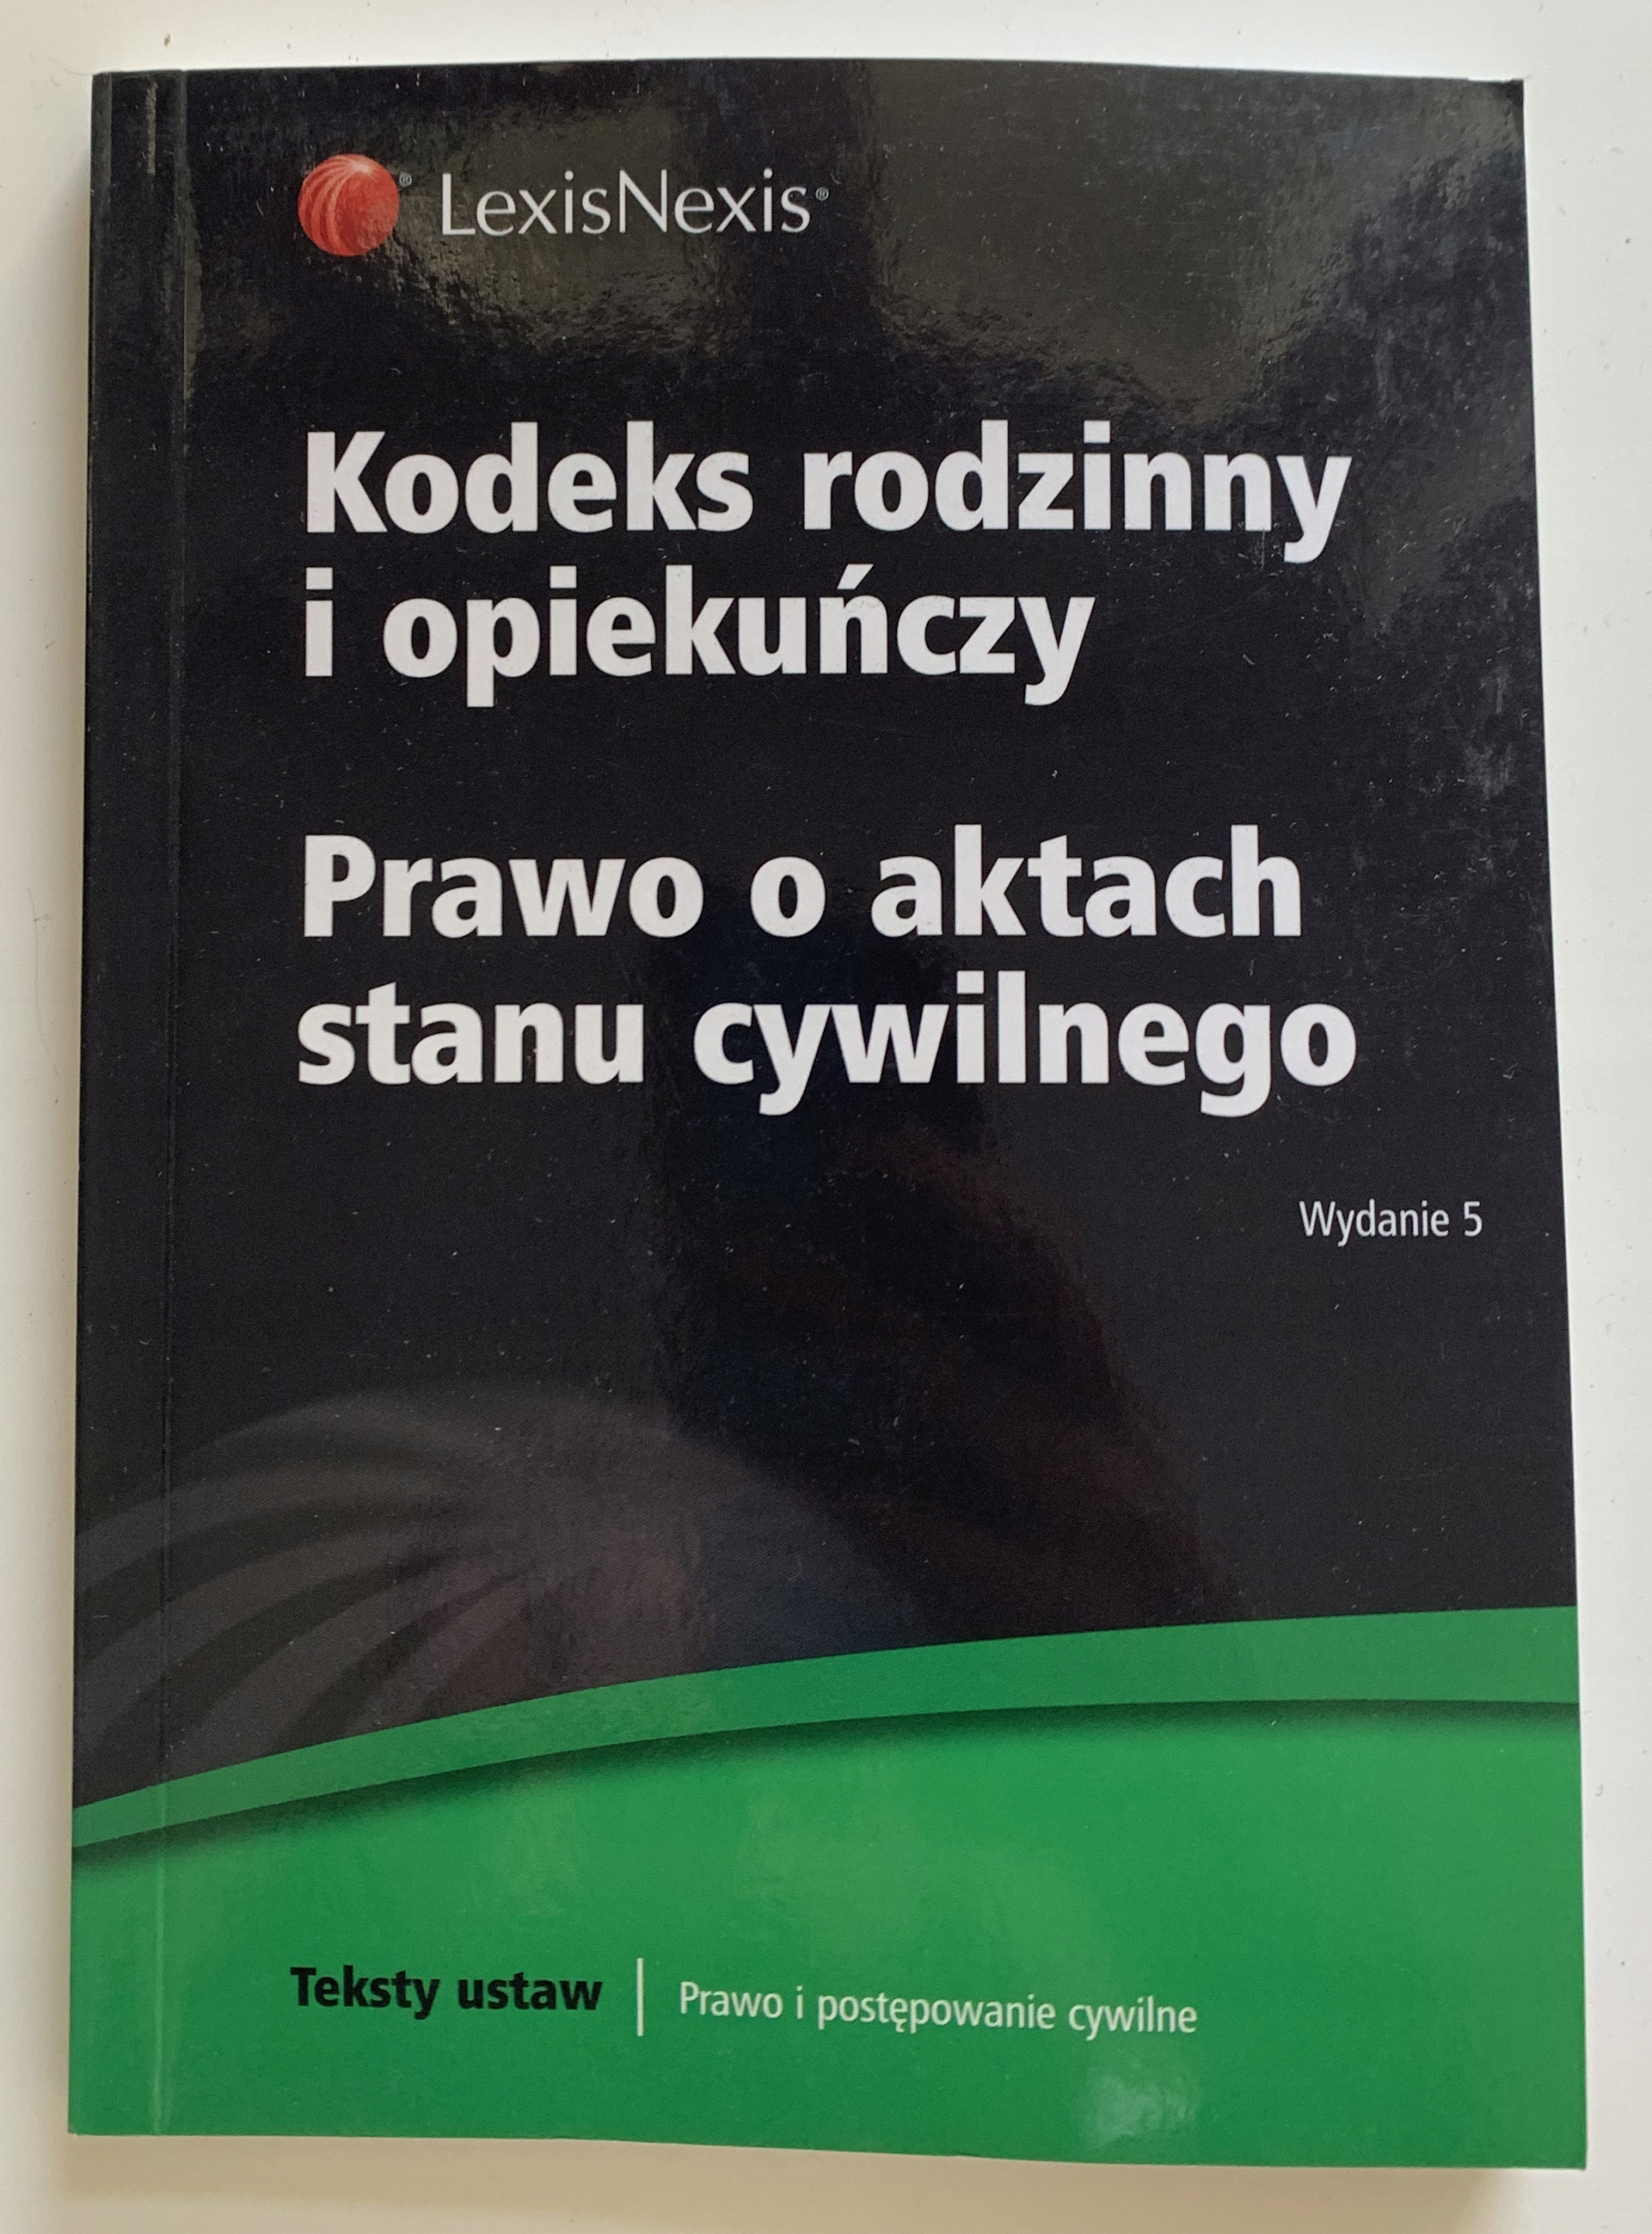 LexisNexis®
Kodeks rodzinny
i opiekuńczy
Prawo o aktach
stanu cywilnego
Wydanie 5
Teksty ustaw | Prawo i postępowanie cywilne